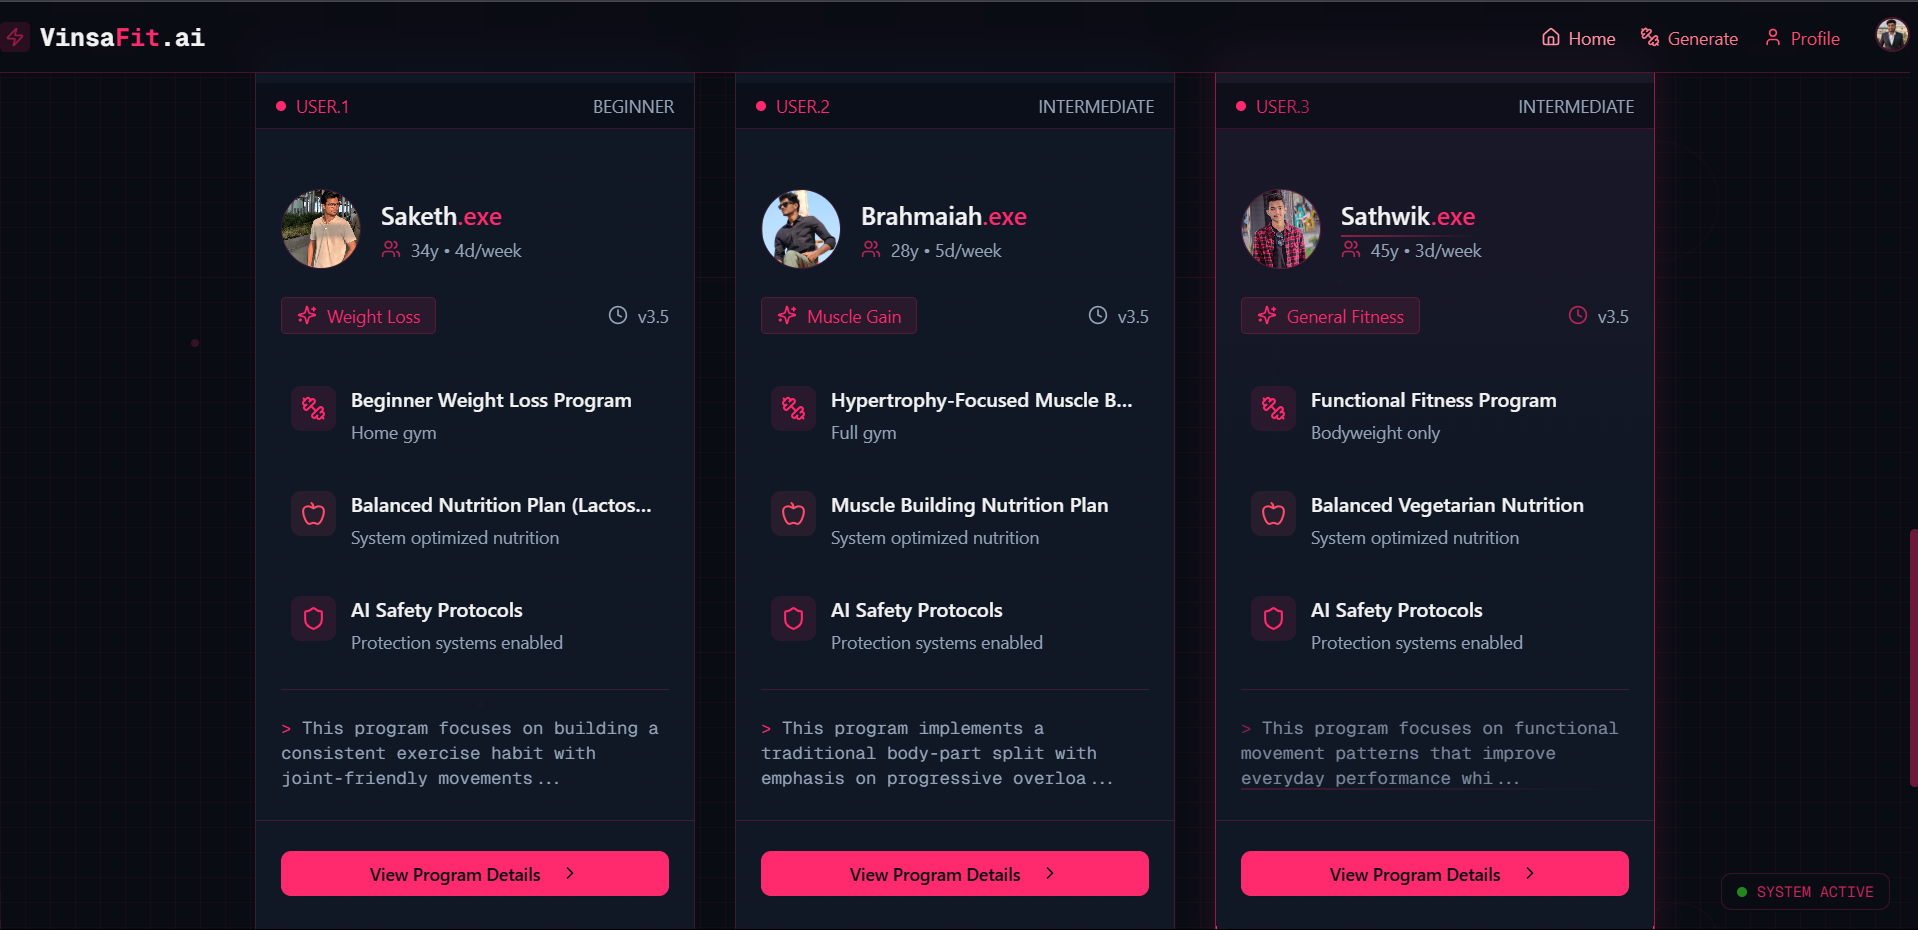 VinsaFit.ai
Home
Generate
Profile
USER.1
BEGINNER
Saketh.exe
34y • 4d/week
Weight Loss
v3.5
Beginner Weight Loss Program
Home gym
Balanced Nutrition Plan (Lactos...
System optimized nutrition
AI Safety Protocols
Protection systems enabled
> This program focuses on building a
consistent exercise habit with
joint-friendly movements...
View Program Details
USER.2
INTERMEDIATE
Brahmaiah.exe
28y • 5d/week
Muscle Gain
v3.5
Hypertrophy-Focused Muscle B...
Full gym
Muscle Building Nutrition Plan
System optimized nutrition
AI Safety Protocols
Protection systems enabled
> This program implements a
traditional body-part split with
emphasis on progressive overloa...
View Program Details
USER.3
INTERMEDIATE
Sathwik.exe
45y • 3d/week
General Fitness
v3.5
Functional Fitness Program
Bodyweight only
Balanced Vegetarian Nutrition
System optimized nutrition
AI Safety Protocols
Protection systems enabled
> This program focuses on functional
movement patterns that improve
everyday performance whi...
View Program Details
SYSTEM ACTIVE